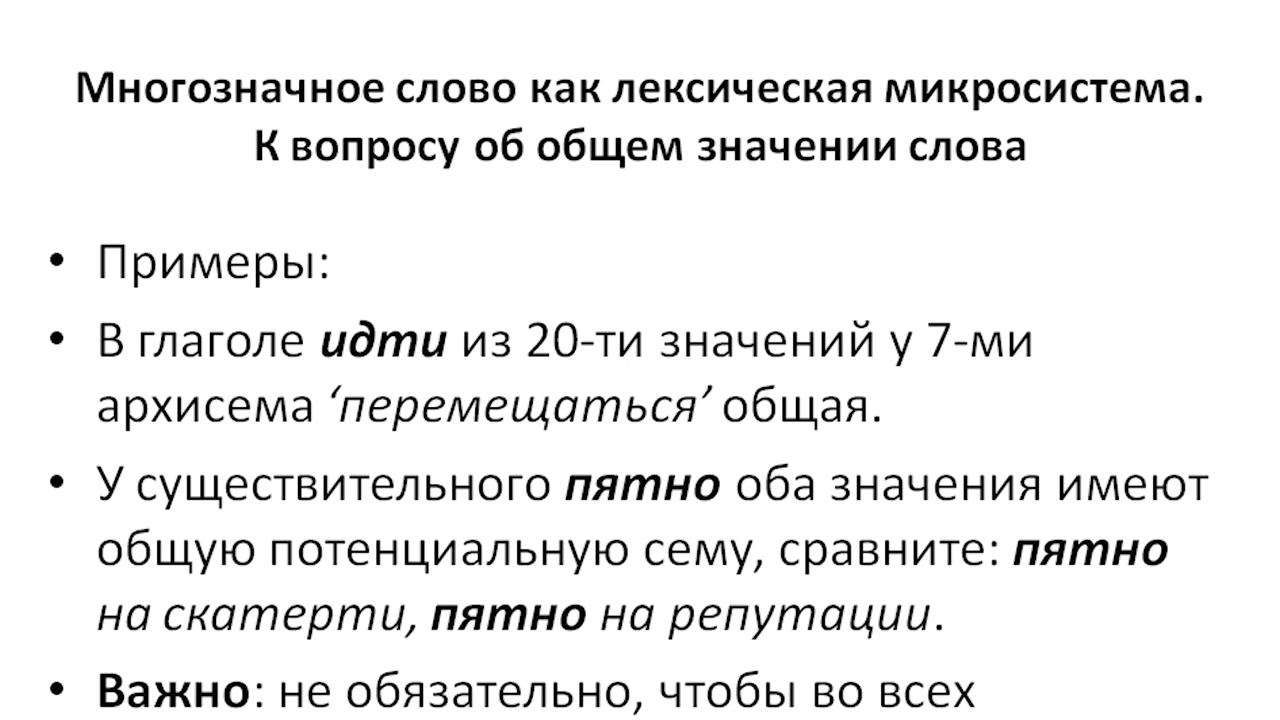 Многозначное слово как лексическая микросистема.
К вопросу об общем значении слова
• Примеры:
• В глаголе идти из 20-ти значений у 7-ми
архисема ‘перемещаться’ общая.
• У существительного пятно оба значения имеют
общую потенциальную сему, сравните: пятно
на скатерти, пятно на репутации.
• Важно: не обязательно, чтобы во всех